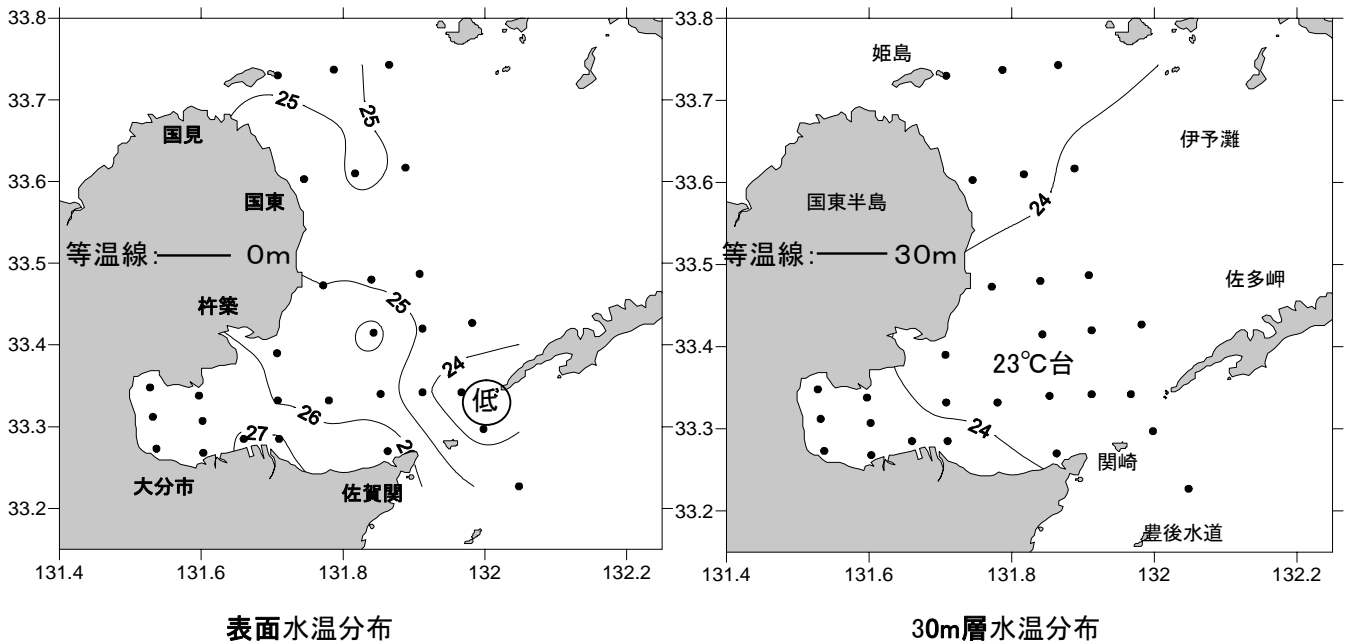 33.8
33.7
33.6
33.5
33.4
33.3
33.2
131.4
131.6
131.8
132
132.2
25
25
国見
国東
等温線: 0m
杵築
25
24
低
26
27
2
大分市
佐賀関
表面水温分布
33.8
33.7
33.6
33.5
33.4
33.3
33.2
131.4
131.6
131.8
132
132.2
姫島
伊予灘
国東半島
24
等温線: 30m
佐多岬
23℃台
24
関崎
豊後水道
30m層水温分布